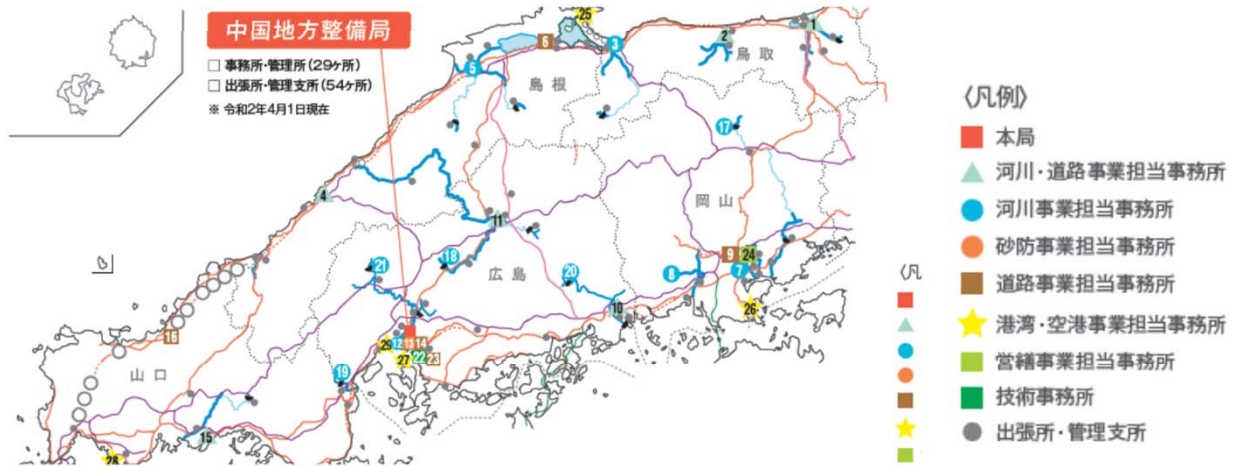 中国地方整備局
□ 事務所・管理所(29ヶ所)
□ 出張所・管理支所(54ヶ所)
※ 令和2年4月1日現在
25
1
2
3
6
5
鳥取
島根
17
4
11
岡山
18
広島
21
20
8
9
24
7
26
10
16
29
12
13
14
27
22
23
19
山口
15
28
〈凡
〈凡例〉
本局
河川・道路事業担当事務所
河川事業担当事務所
砂防事業担当事務所
道路事業担当事務所
港湾・空港事業担当事務所
営繕事業担当事務所
技術事務所
出張所・管理支所